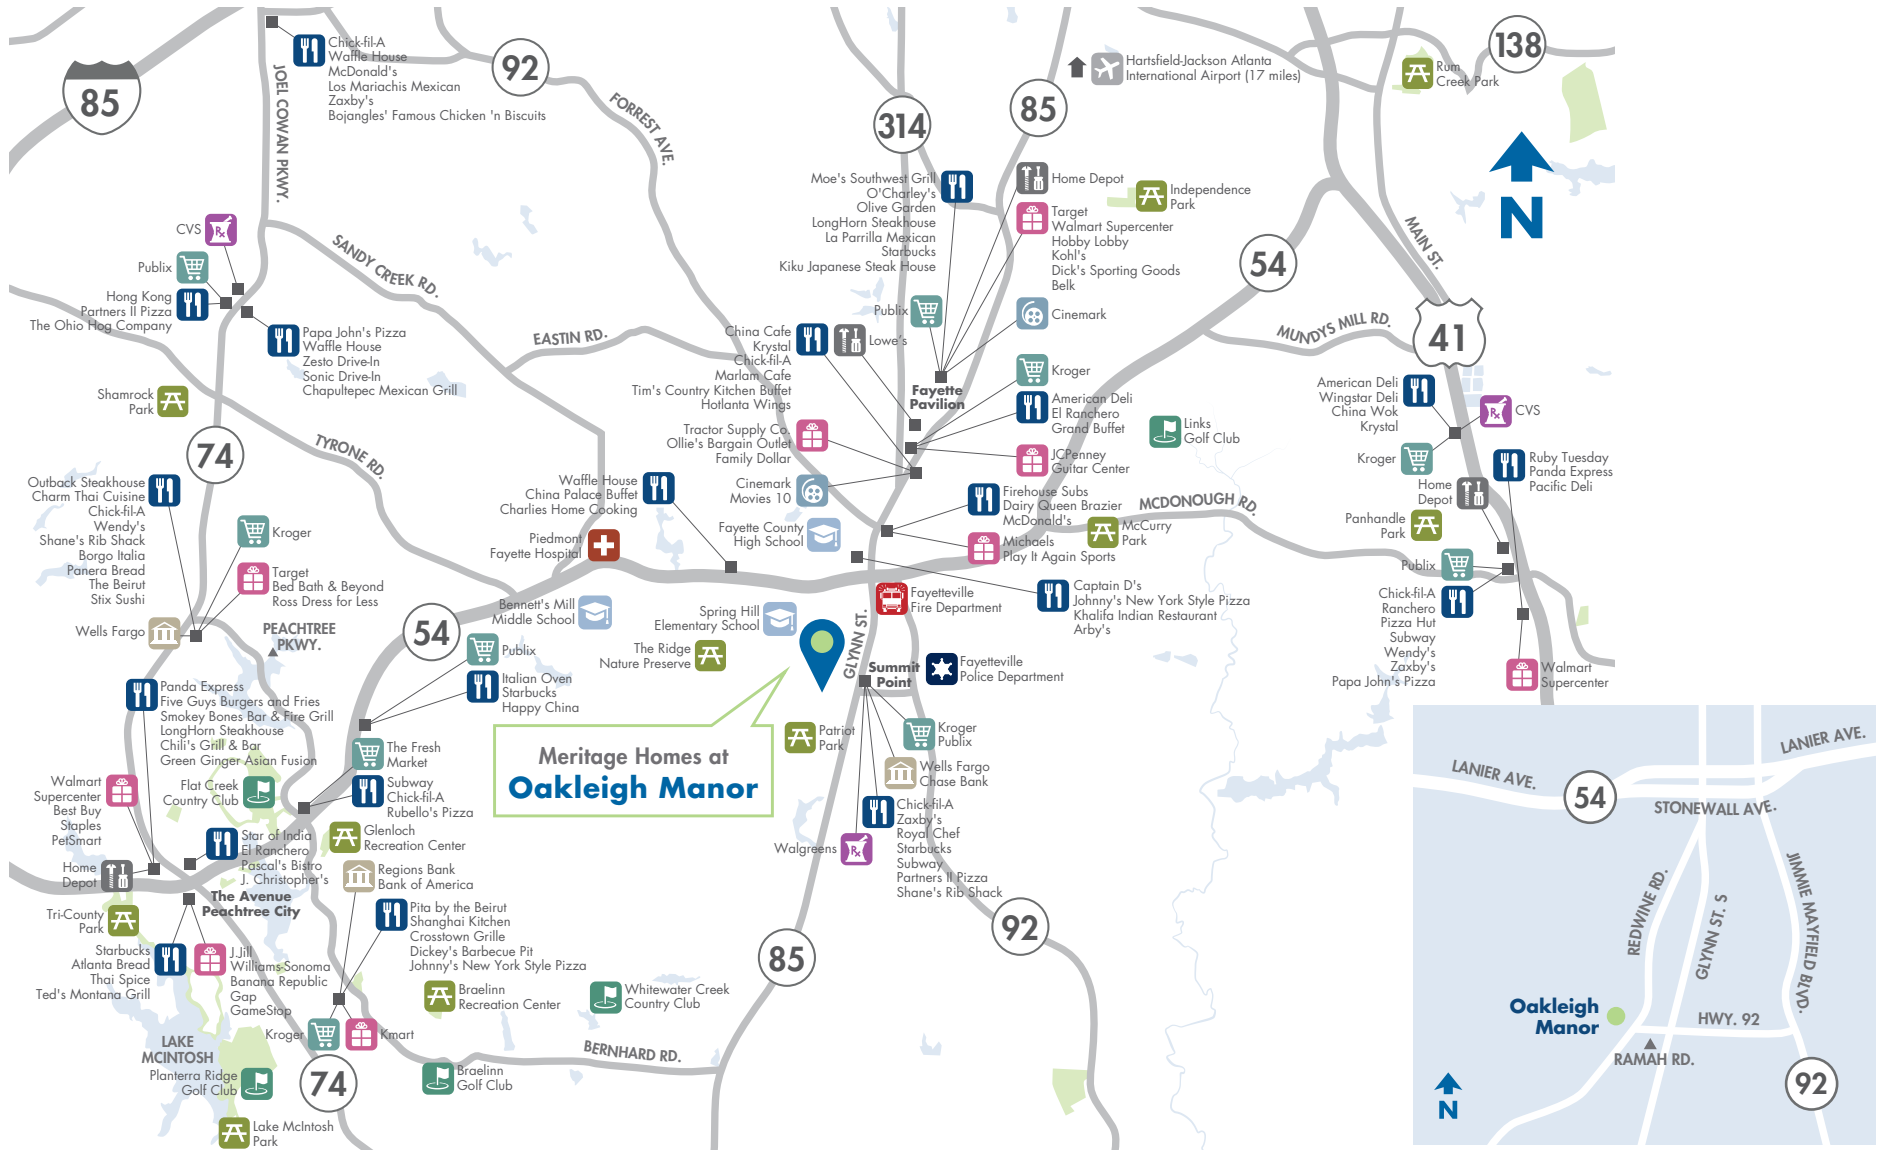 85
JOEL COWAN PKWY.
Chick-fil-A
Waffle House
McDonald's
Los Mariachis Mexican
Zaxby's
Bojangles' Famous Chicken 'n Biscuits
92
FORREST AVE.
314
85
Hartsfield-Jackson Atlanta
International Airport (17 miles)
138
Rum
Creek Park
N
Moe's Southwest Grill
O'Charley's
Olive Garden
LongHorn Steakhouse
La Parrilla Mexican
Starbucks
Kiku Japanese Steak House
Home Depot
Independence
Park
Target
Walmart Supercenter
Hobby Lobby
Kohl's
Dick's Sporting Goods
Belk
MAIN ST.
54
CVS
Publix
Hong Kong
Partners II Pizza
The Ohio Hog Company
SANDY CREEK RD.
Papa John's Pizza
Waffle House
Zesto Drive-In
Sonic Drive-In
Chapultepec Mexican Grill
EASTIN RD.
Publix
Cinemark
China Cafe
Krystal
Chick-fil-A
Marlam Cafe
Tim's Country Kitchen Buffet
Hotlanta Wings
Lowe's
Fayette
Pavilion
Kroger
American Deli
El Ranchero
Grand Buffet
MUNDYS MILL RD.
41
American Deli
Wingstar Deli
China Wok
Krystal
CVS
Shamrock
Park
74
TYRONE RD.
Tractor Supply Co.
Ollie's Bargain Outlet
Family Dollar
JCPenney
Guitar Center
Links
Golf Club
Kroger
Ruby Tuesday
Panda Express
Pacific Deli
Home
Depot
Outback Steakhouse
Charm Thai Cuisine
Chick-fil-A
Wendy's
Shane's Rib Shack
Borgo Italia
Panera Bread
The Beirut
Stix Sushi
Kroger
Target
Bed Bath & Beyond
Ross Dress for Less
Waffle House
China Palace Buffet
Charlies Home Cooking
Cinemark
Movies 10
Firehouse Subs
Dairy Queen Brazier
McDonald's
MCDONOUGH RD.
Panhandle
Park
Piedmont
Fayette Hospital
Fayette County
High School
Michaels
Play It Again Sports
McCurry
Park
Publix
Chick-fil-A
Ranchero
Pizza Hut
Subway
Wendy's
Zaxby's
Papa John's Pizza
Walmart
Supercenter
Wells Fargo
PEACHTREE
PKWY.
54
Bennett's Mill
Middle School
Spring Hill
Elementary School
The Ridge
Nature Preserve
GLYNN ST.
Fayetteville
Fire Department
Captain D's
Johnny's New York Style Pizza
Khalifa Indian Restaurant
Arby's
Publix
Italian Oven
Starbucks
Happy China
Summit
Point
Fayetteville
Police Department
Panda Express
Five Guys Burgers and Fries
Smokey Bones Bar & Fire Grill
LongHorn Steakhouse
Chili's Grill & Bar
Green Ginger Asian Fusion
The Fresh
Market
Meritage Homes at
Oakleigh Manor
Patriot
Park
Kroger
Publix
Wells Fargo
Chase Bank
Walmart
Supercenter
Best Buy
Staples
PetSmart
Flat Creek
Country Club
Subway
Chick-fil-A
Rubello's Pizza
Chick-fil-A
Zaxby's
Royal Chef
Starbucks
Subway
Partners II Pizza
Shane's Rib Shack
Walgreens
Home
Depot
Star of India
El Ranchero
Pascal's Bistro
J. Christopher's
Glenloch
Recreation Center
Regions Bank
Bank of America
The Avenue
Peachtree City
Tri-County
Park
Pita by the Beirut
Shanghai Kitchen
Crosstown Grille
Dickey's Barbecue Pit
Johnny's New York Style Pizza
Starbucks
Atlanta Bread
Thai Spice
Ted's Montana Grill
J.Jill
Williams-Sonoma
Banana Republic
Gap
GameStop
85
92
Braelinn
Recreation Center
Whitewater Creek
Country Club
Kroger
Kmart
LAKE
MCINTOSH
Planterra Ridge
Golf Club
74
BERNHARD RD.
Braelinn
Golf Club
Lake McIntosh
Park
LANIER AVE.
LANIER AVE.
54
STONEWALL AVE.
REDWINE RD.
GLYNN ST. S
JIMMIE MAYFIELD BLVD.
Oakleigh
Manor
HWY. 92
RAMAH RD.
92
N